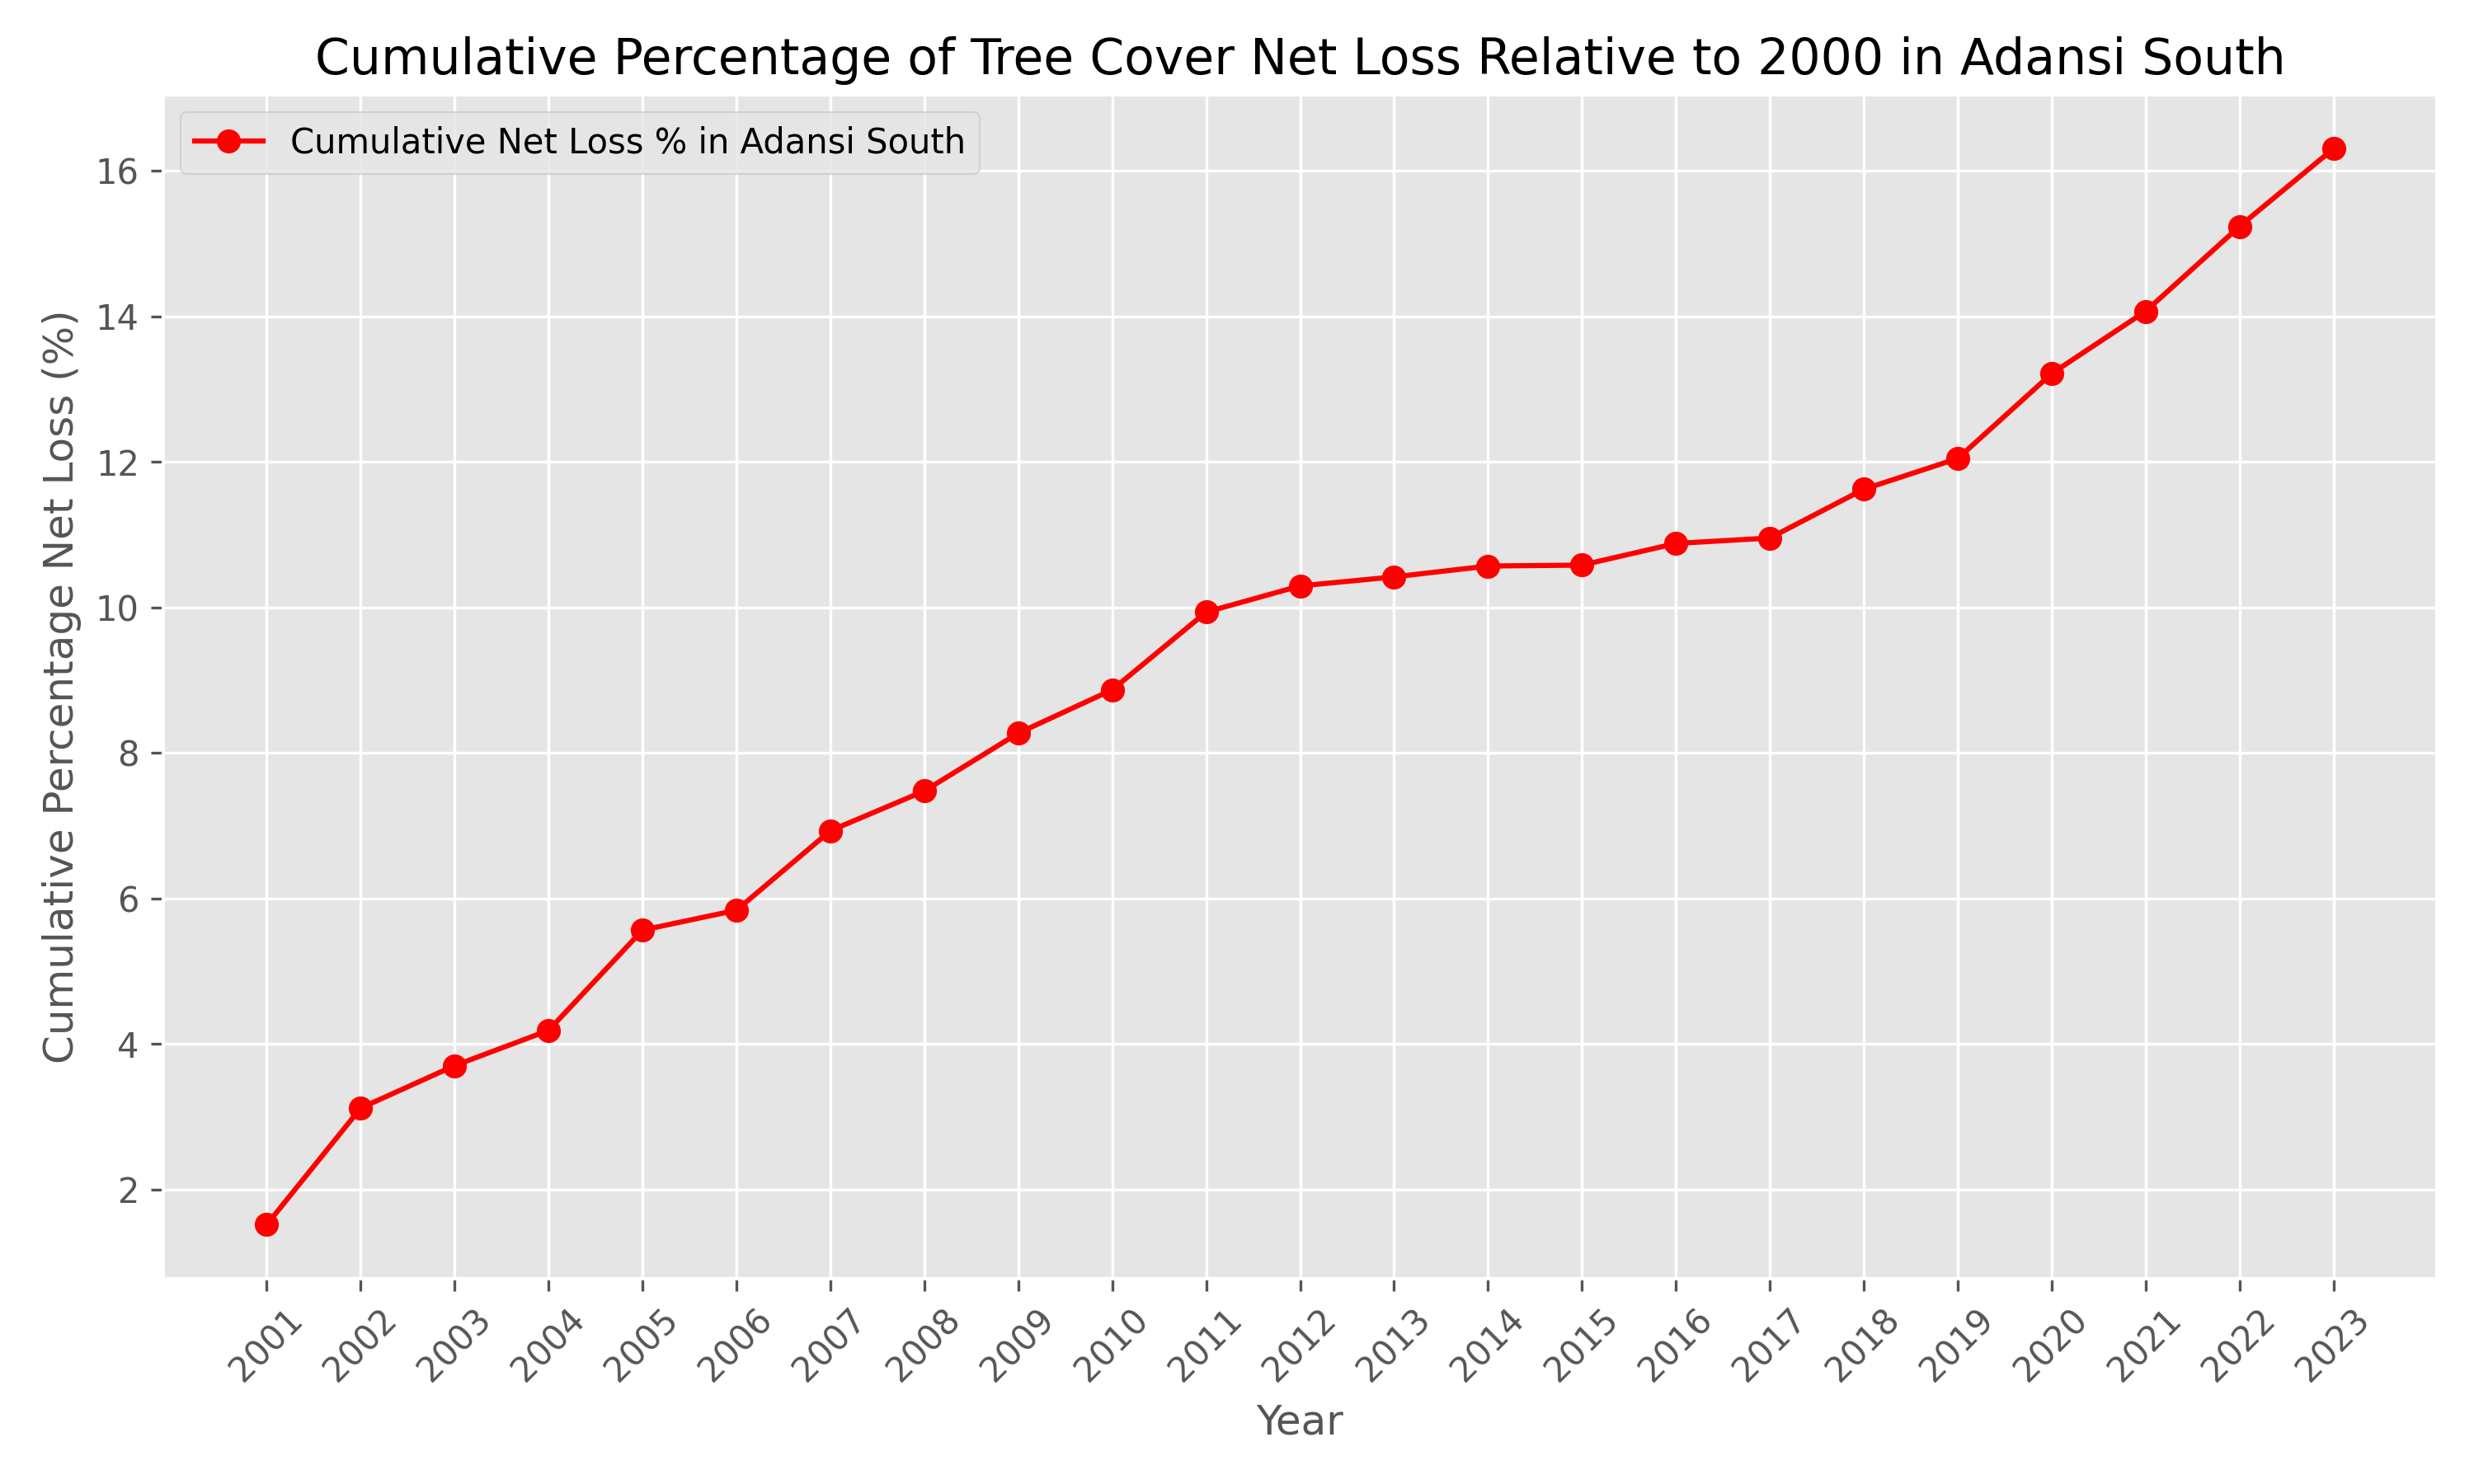 Cumulative Percentage of Tree Cover Net Loss Relative to 2000 in Adansi South
Cumulative Net Loss % in Adansi South
Cumulative Percentage Net Loss (%)
16
14
12
10
8
6
4
2
2001 2002 2003 2004 2005 2006 2007 2008 2009 2010 2011 2012 2013 2014 2015 2016 2017 2018 2019 2020 2021 2022 2023
Year